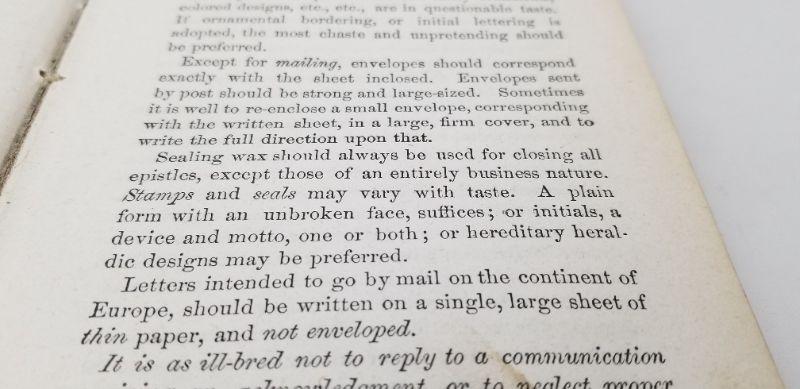 colored designs, etc., etc., are in questionable taste.
If ornamental bordering, or initial lettering is
adopted, the most chaste and unpretending should
be preferred.
Except for mailing, envelopes should correspond
exactly with the sheet inclosed. Envelopes sent
by post should be strong and large-sized. Sometimes
it is well to re-enclose a small envelope, corresponding
with the written sheet, in a large, firm cover, and to
write the full direction upon that.
Sealing wax should always be used for closing all
epistles, except those of an entirely business nature.
Stamps and seals may vary with taste. A plain
form with an unbroken face, suffices; or initials, a
device and motto, one or both; or hereditary heral-
dic designs may be preferred.
Letters intended to go by mail on the continent of
Europe, should be written on a single, large sheet of
thin paper, and not enveloped.
It is as ill-bred not to reply to a communication
acknowledgment, or to neglect proper